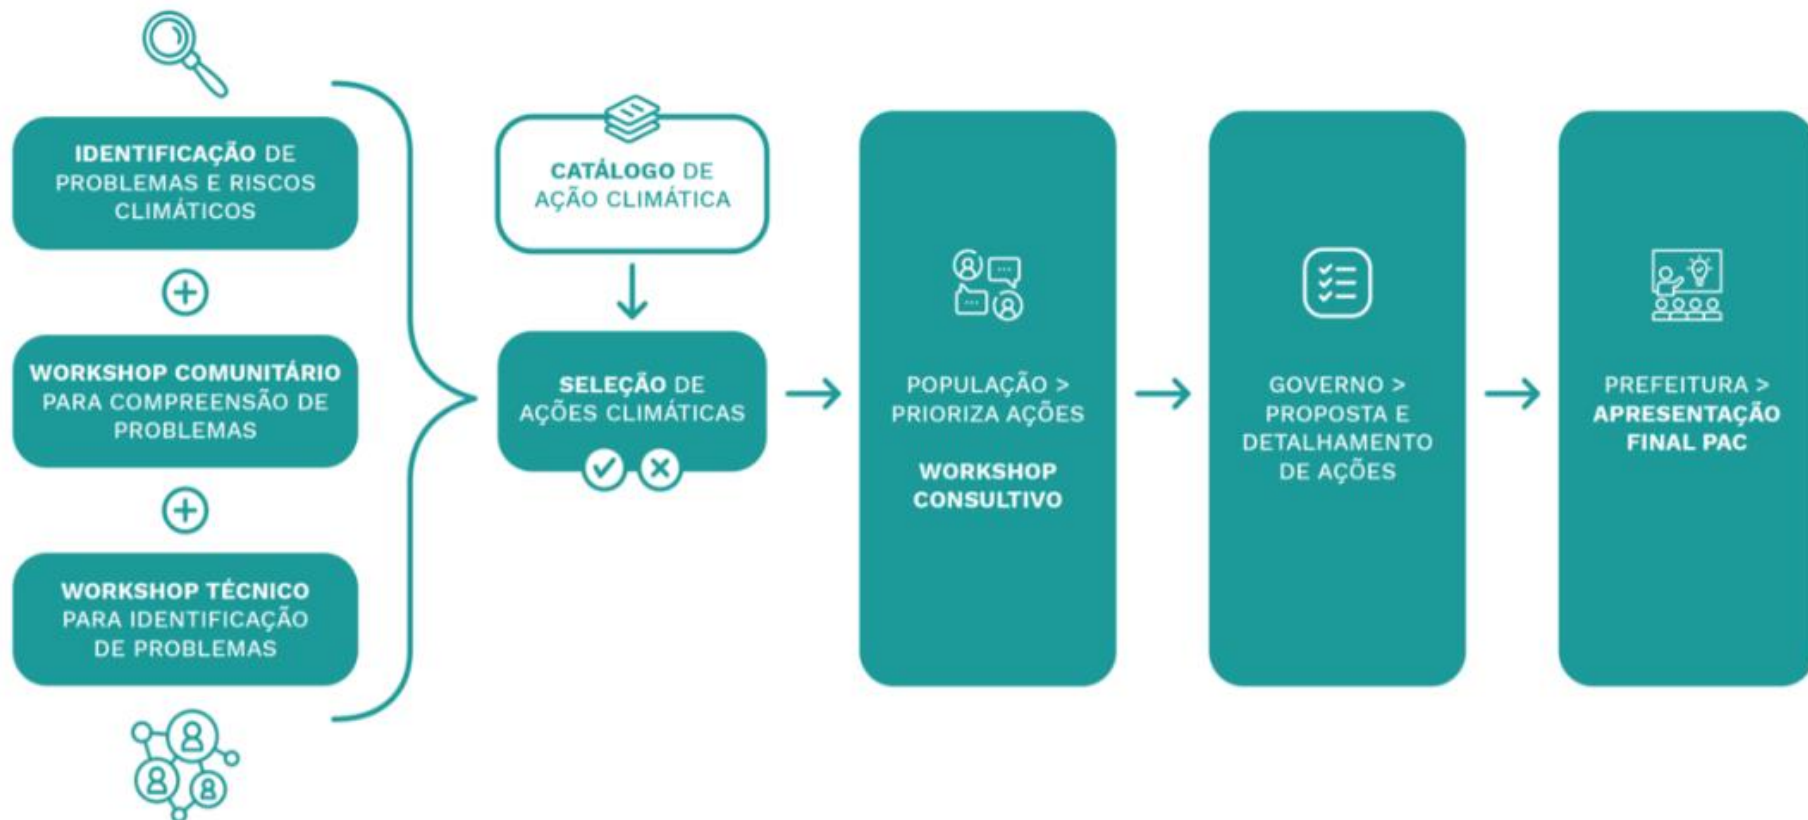 IDENTIFICAÇÃO DE
PROBLEMAS E RISCOS
CLIMÁTICOS
WORKSHOP COMUNITÁRIO
PARA COMPREENSÃO DE
PROBLEMAS
WORKSHOP TÉCNICO
PARA IDENTIFICAÇÃO
DE PROBLEMAS
CATÁLOGO DE
AÇÃO CLIMÁTICA
SELEÇÃO DE
AÇÕES CLIMÁTICAS
POPULAÇÃO >
PRIORIZA AÇÕES
WORKSHOP
CONSULTIVO
GOVERNO >
PROPOSTA E
DETALHAMENTO
DE AÇÕES
PREFEITURA >
APRESENTAÇÃO
FINAL PAC